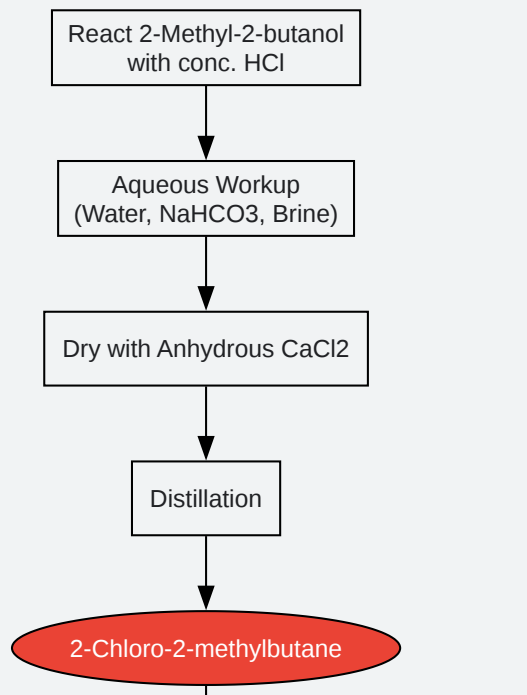 React 2-Methyl-2-butanol
with conc. HCl
Aqueous Workup
(Water, NaHCO3, Brine)
Dry with Anhydrous CaCl2
Distillation
2-Chloro-2-methylbutane